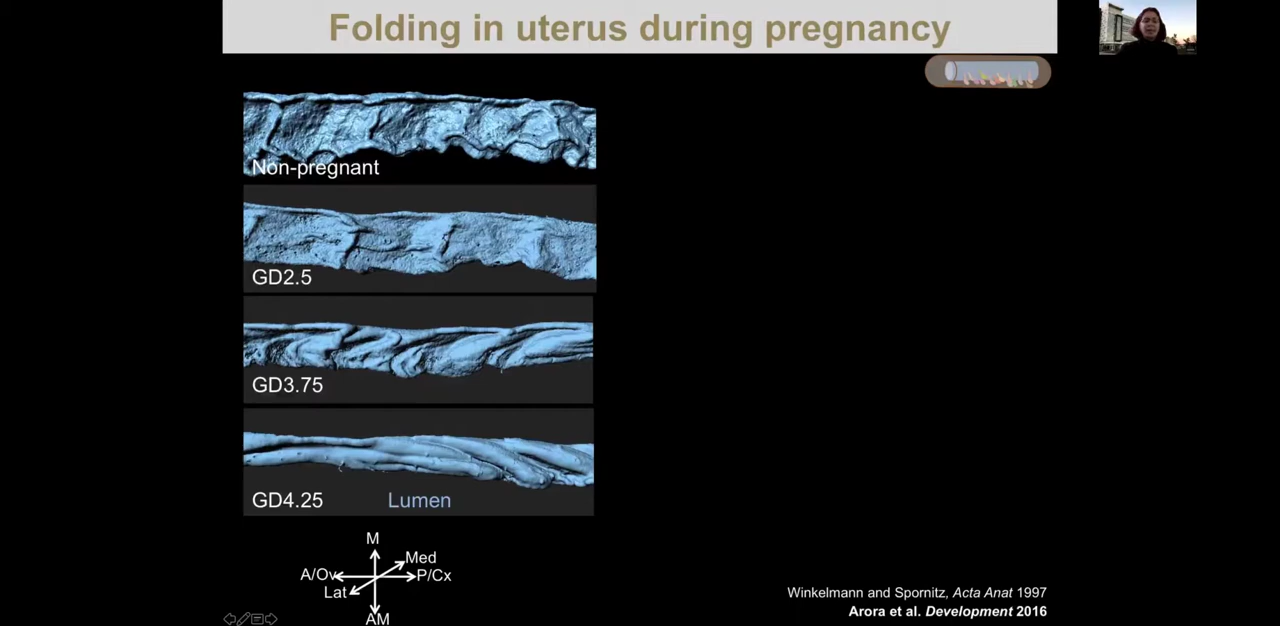 Folding in uterus during pregnancy
Non-pregnant
GD2.5
GD3.75
GD4.25
Lumen
M
Med
A/Ov
P/Cx
Lat
AM
Winkelmann and Spornitz, Acta Anat 1997
Arora et al. Development 2016